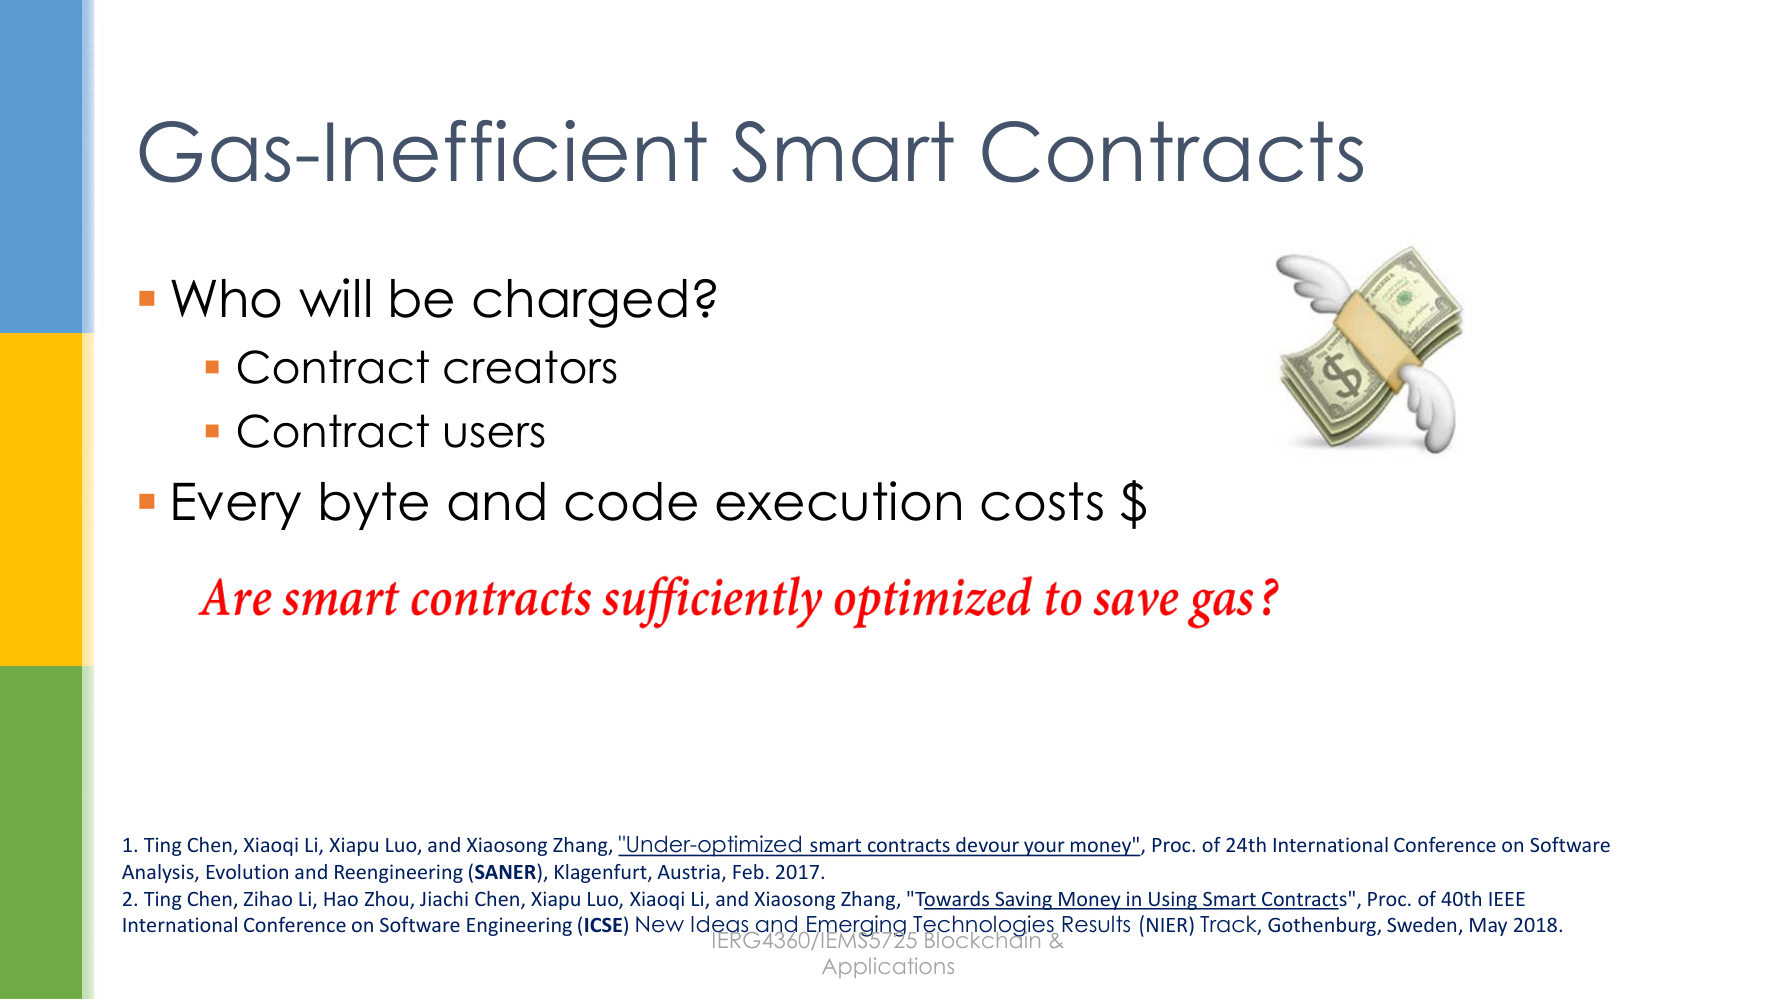 Gas-Inefficient Smart Contracts
Who will be charged?
Contract creators
Contract users
Every byte and code execution costs $
Are smart contracts sufficiently optimized to save gas?
1. Ting Chen, Xiaoqi Li, Xiapu Luo, and Xiaosong Zhang, "Under-optimized smart contracts devour your money", Proc. of 24th International Conference on Software
Analysis, Evolution and Reengineering (SANER), Klagenfurt, Austria, Feb. 2017.
2. Ting Chen, Zihao Li, Hao Zhou, Jiachi Chen, Xiapu Luo, Xiaoqi Li, and Xiaosong Zhang, "Towards Saving Money in Using Smart Contracts", Proc. of 40th IEEE
International Conference on Software Engineering (ICSE) New Ideas and Emerging Technologies Results (NIER) Track, Gothenburg, Sweden, May 2018.
IERG4360/IEMS5725 Blockchain &
Applications